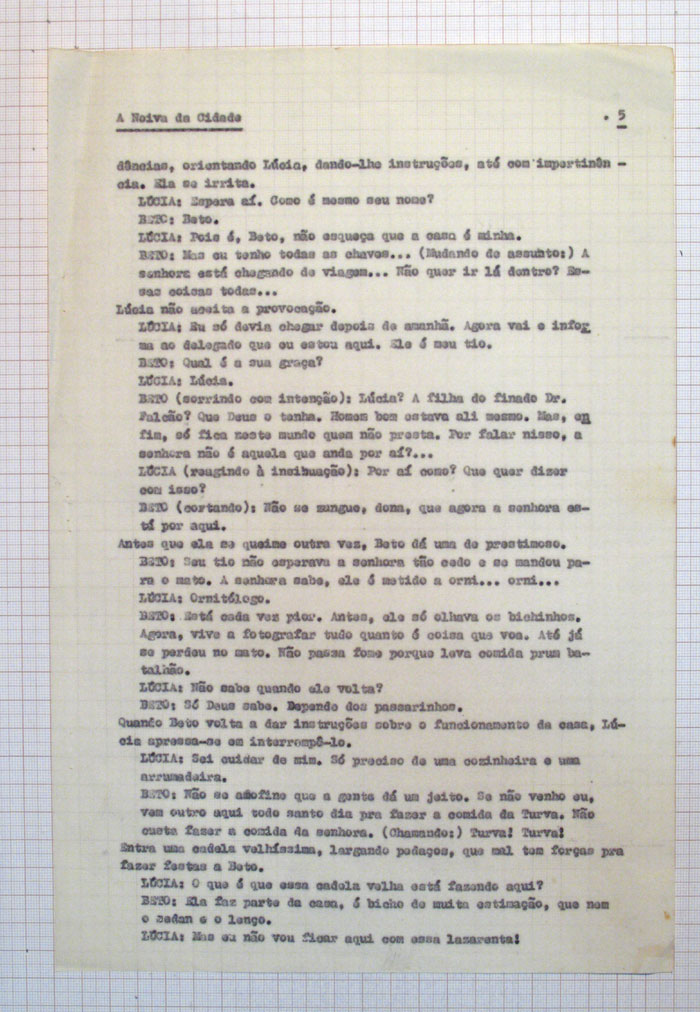 A Noiva da Cidade . 5
dâncias, orientando Lúcia, dando-lhe instruções, até com impertinên -
cia. Ela se irrita.
LÚCIA: Espera aí. Como é mesmo seu nome?
BETO: Beto.
LÚCIA: Pois é, Beto, não esqueça que a casa é minha.
BETO: Mas eu tenho todas as chaves... (Mudando de assunto:) A
senhora está chegando de viagem... Não quer ir lá dentro? Es-
sas coisas todas...
Lúcia não aceita a provocação.
LÚCIA: Eu só devia chegar depois de amanhã. Agora vai e infor
ma ao delegado que eu estou aqui. Ele é meu tio.
BETO: Qual é a sua graça?
LÚCIA: Lúcia.
BETO (sorrindo com intenção): Lúcia? A filha do finado Dr.
Falcão? Que Deus o tenha. Homem bom estava ali mesmo. Mas, en
fim, só fica neste mundo quem não presta. Por falar nisso, a
senhora não é aquela que anda por aí?...
LÚCIA (reagindo à insinuação): Por aí como? Que quer dizer
com isso?
BETO (cortando): Não se zangue, dona, que agora a senhora es-
tá por aqui.
Antes que ela se queime outra vez, Beto dá uma de prestimoso.
BETO: Seu tio não esperava a senhora tão cedo e se mandou pa-
ra o mato. A senhora sabe, ele é metido a orni... orni...
LÚCIA: Ornitólogo.
BETO: Está cada vez pior. Antes, ele só olhava os bichinhos.
Agora, vive a fotografar tudo quanto é coisa que voa. Até já
se perdeu no mato. Não passa fome porque leva comida prum ba-
talhão.
LÚCIA: Não sabe quando ele volta?
BETO: Só Deus sabe. Depende dos passarinhos.
Quando Beto volta a dar instruções sobre o funcionamento da casa, Lú-
cia apressa-se em interrompê-lo.
LÚCIA: Sei cuidar de mim. Só preciso de uma cozinheira e uma
arrumadeira.
BETO: Não se amofine que a gente dá um jeito. Se não venho eu,
vem outro aqui todo santo dia pra fazer a comida da Turva. Não
custa fazer a comida da senhora. (Chamando:) Turva! Turva!
Entra uma cadela velhíssima, largando pedaços, que mal tem forças pra
fazer festas a Beto.
LÚCIA: O que é que essa cadela velha está fazendo aqui?
BETO: Ela faz parte da casa, é bicho de muita estimação, que nem
o sedan e o lenço.
LÚCIA: Mas eu não vou ficar aqui com essa lazarenta!